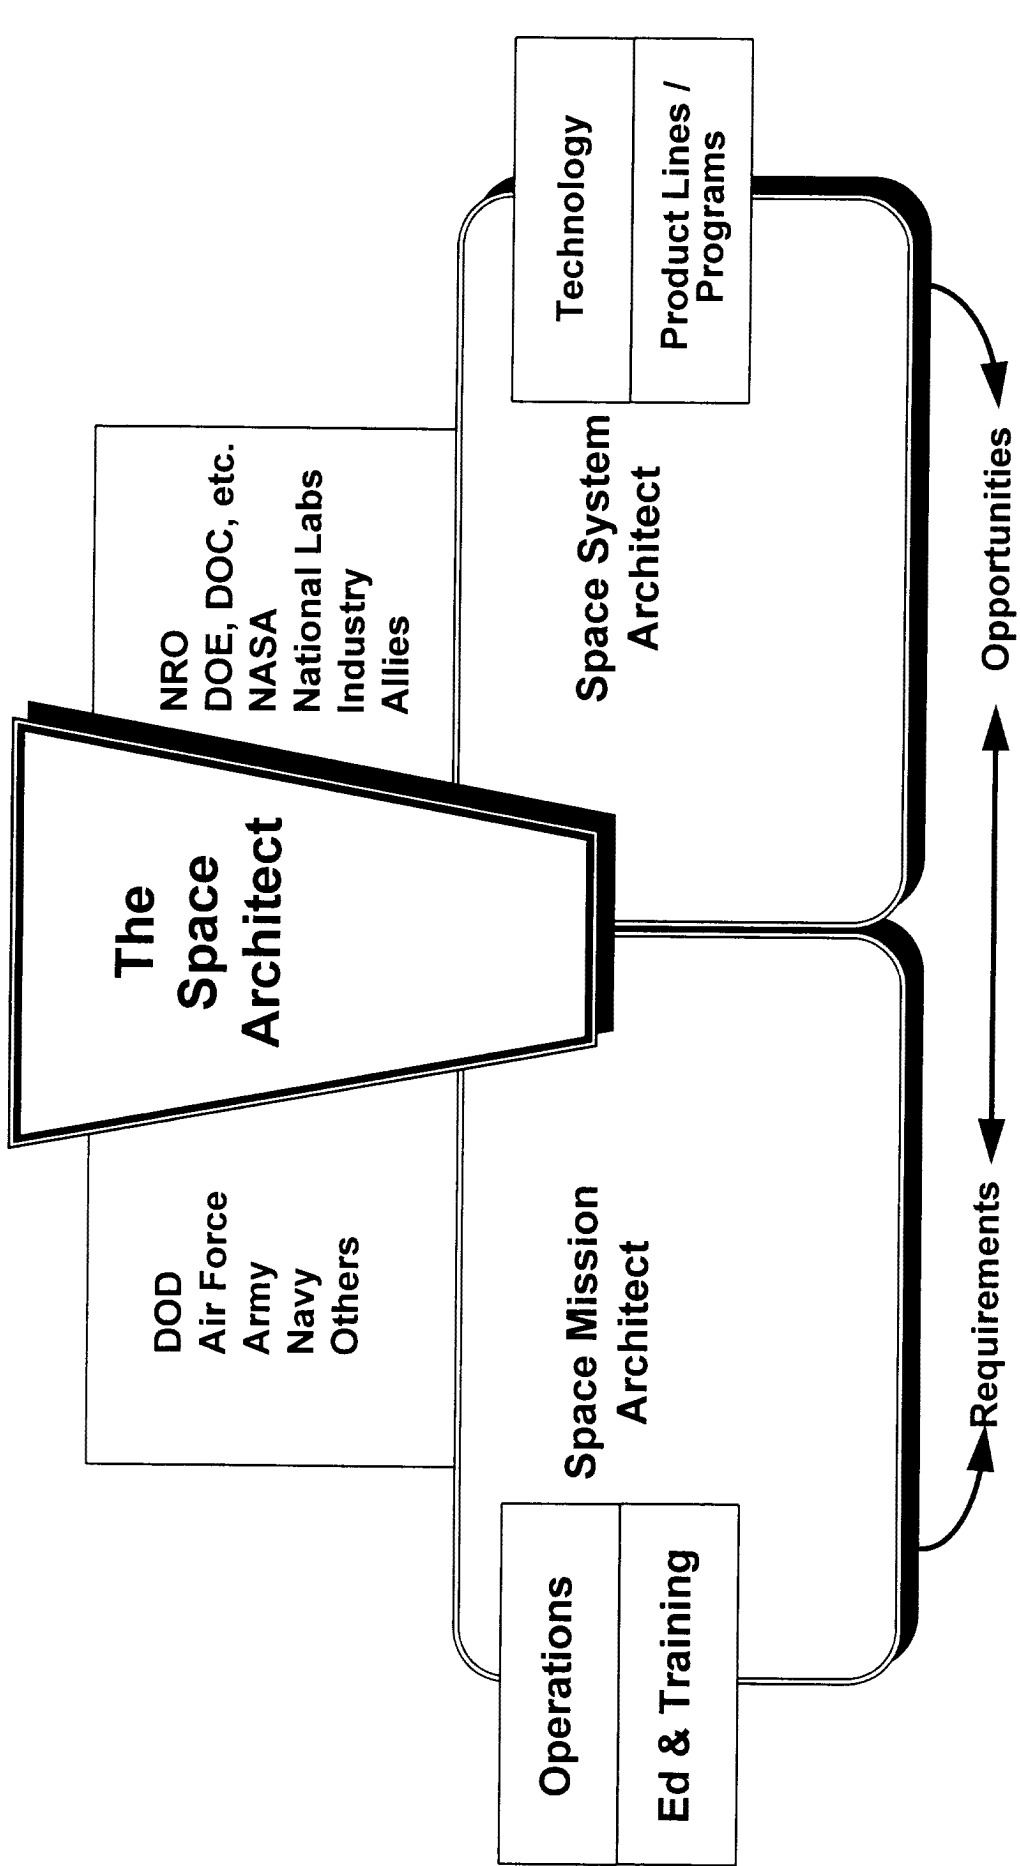 The
Space
Architect
DOD
Air Force
Army
Navy
Others
NRO
DOE, DOC, etc.
NASA
National Labs
Industry
Allies
Operations
Ed & Training
Space Mission
Architect
Space System
Architect
Technology
Product Lines /
Programs
Requirements
Opportunities